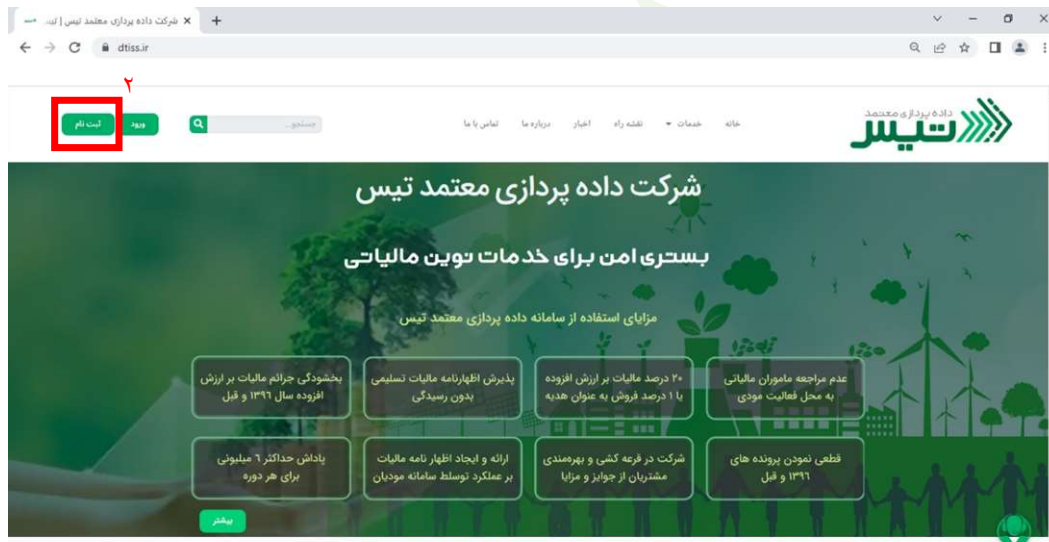 شرکت داده پردازی معتمد تیس | تیس
dtiss.ir
۲
داده پردازی معتمد
تیس
خانه
خدمات
نقشه راه
اخبار
درباره ما
تماس با ما
جستجو...
ورود
ثبت نام
شرکت داده پردازی معتمد تیس
بستری امن برای خدمات نوین مالیاتی
مزایای استفاده از سامانه داده پردازی معتمد تیس
عدم مراجعه ماموران مالیاتی
به محل فعالیت مودی
۲۰ درصد مالیات بر ارزش افزوده
یا ۱ درصد فروش به عنوان هدیه
پذیرش اظهارنامه مالیات تسلیمی
بدون رسیدگی
بخشودگی جرائم مالیات بر ارزش
افزوده سال ۱۳۹۶ و قبل
قطعی نمودن پرونده های
۱۳۹۶ و قبل
شرکت در قرعه کشی و بهرمندی
مشتریان از جوایز و مزایا
ارائه و ایجاد اظهار نامه مالیات
بر عملکرد توسلط سامانه مودیان
پاداش حداکثر ۶ میلیونی
برای هر دوره
بیشتر